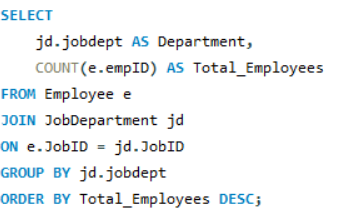 SELECT
    jd.jobdept AS Department,
    COUNT(e.empID) AS Total_Employees
FROM Employee e
JOIN JobDepartment jd
ON e.JobID = jd.JobID
GROUP BY jd.jobdept
ORDER BY Total_Employees DESC;